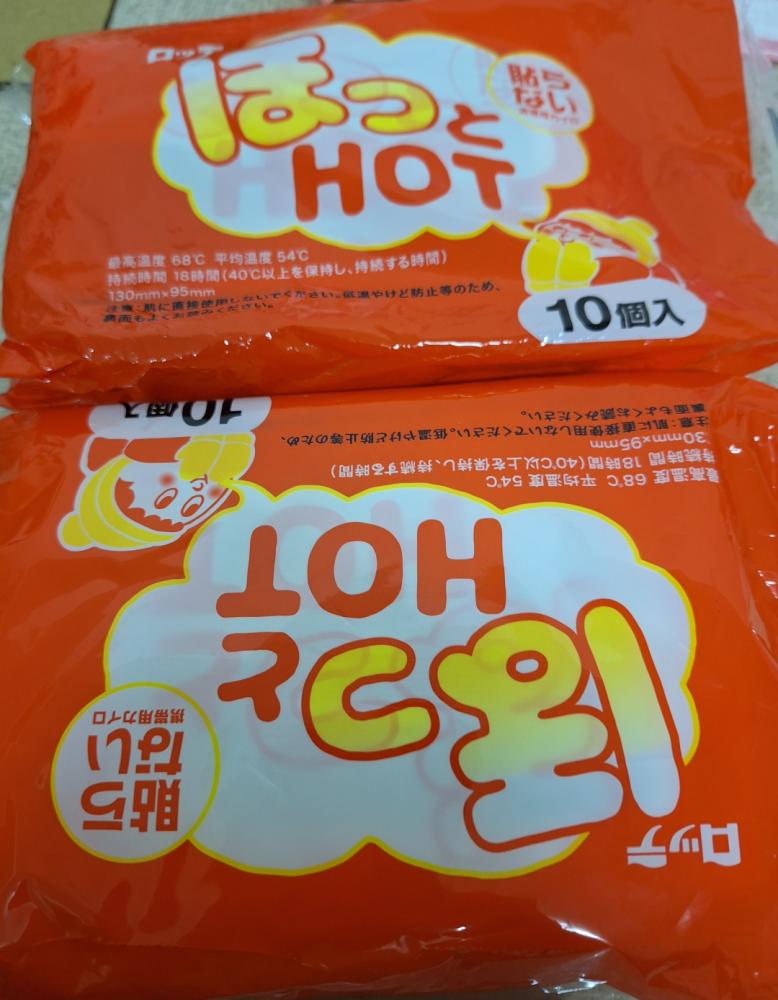 ロッテ
ほっと
HOT
貼ら
ない
携帯用カイロ
最高温度 68℃ 平均温度 54℃
持続時間 18時間(40℃以上を保持し、持続する時間)
130mm×95mm
注意:肌に直接使用しないでください。低温やけど防止等のため、
裏面もよくお読みください。
10個入
ロッテ
ほっと
HOT
貼ら
ない
携帯用カイロ
最高温度 68℃ 平均温度 54℃
持続時間 18時間(40℃以上を保持し、持続する時間)
30mm×95mm
注意:肌に直接使用しないでください。低温やけど防止等のため、
裏面もよくお読みください。
10個入